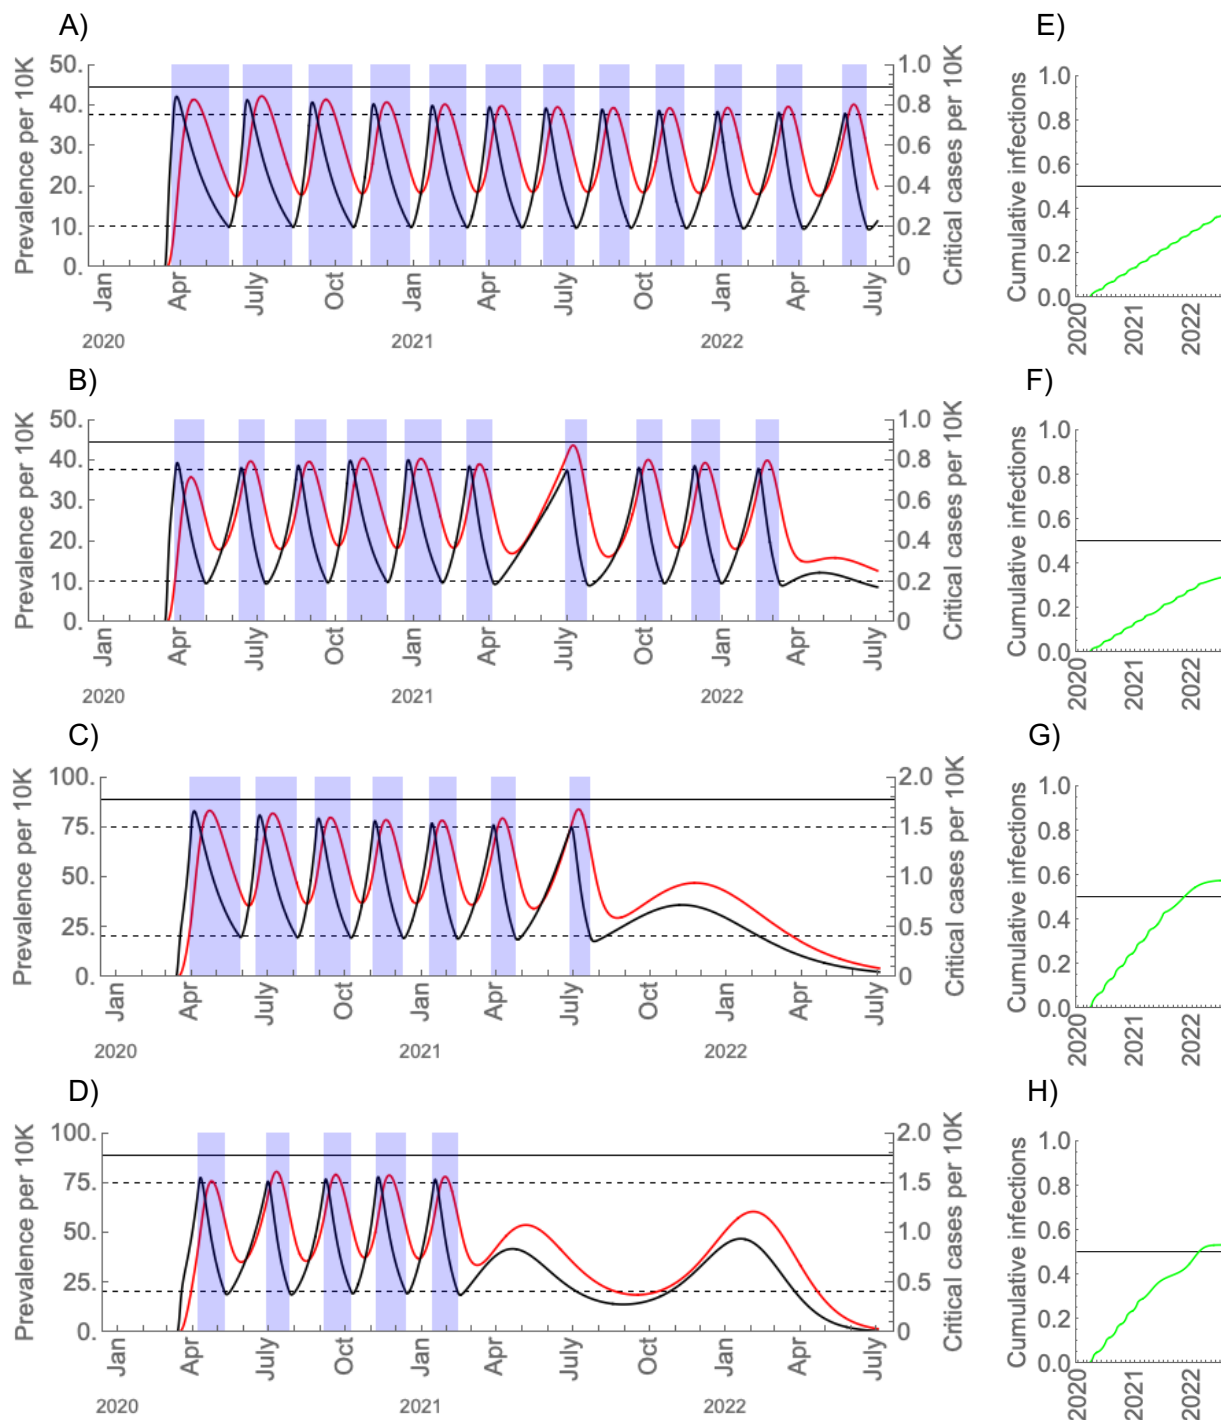 A)
Prevalence per 10K
50.
40.
30.
20.
10.
0.
1.0
0.8
0.6
0.4
0.2
0
Critical cases per 10K
Jan
Apr
July
Oct
Jan
Apr
July
Oct
Jan
Apr
July
2020
2021
2022
E)
Cumulative infections
1.0
0.8
0.6
0.4
0.2
0.0
2020
2021
2022
B)
Prevalence per 10K
50.
40.
30.
20.
10.
0.
1.0
0.8
0.6
0.4
0.2
0
Critical cases per 10K
Jan
Apr
July
Oct
Jan
Apr
July
Oct
Jan
Apr
July
2020
2021
2022
F)
Cumulative infections
1.0
0.8
0.6
0.4
0.2
0.0
2020
2021
2022
C)
Prevalence per 10K
100.
75.
50.
25.
0.
2.0
1.5
1.0
0.5
0
Critical cases per 10K
Jan
Apr
July
Oct
Jan
Apr
July
Oct
Jan
Apr
July
2020
2021
2022
G)
Cumulative infections
1.0
0.8
0.6
0.4
0.2
0.0
2020
2021
2022
D)
Prevalence per 10K
100.
75.
50.
25.
0.
2.0
1.5
1.0
0.5
0
Critical cases per 10K
Jan
Apr
July
Oct
Jan
Apr
July
Oct
Jan
Apr
July
2020
2021
2022
H)
Cumulative infections
1.0
0.8
0.6
0.4
0.2
0.0
2020
2021
2022